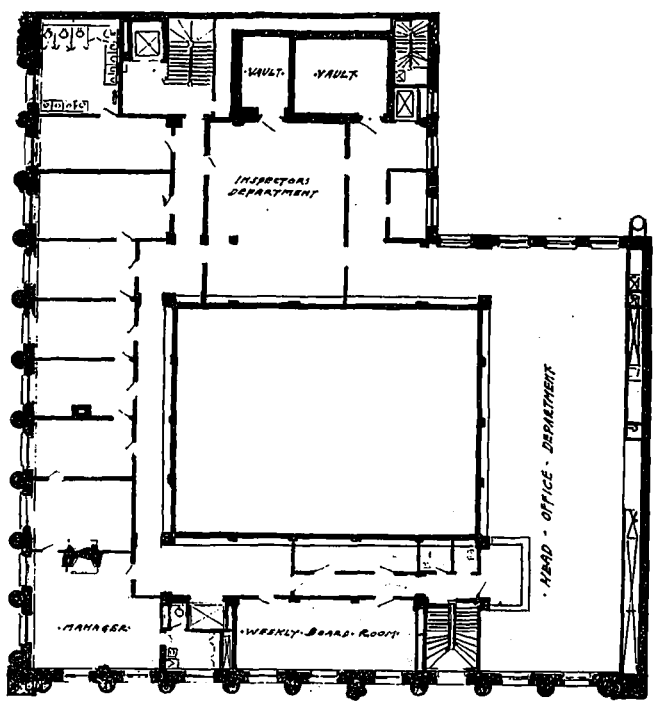 ·VAULT·
·VAULT·
INSPECTORS
DEPARTMENT
·HEAD·OFFICE·DEPARTMENT
·MANAGER·
·WEEKLY·BOARD·ROOM·